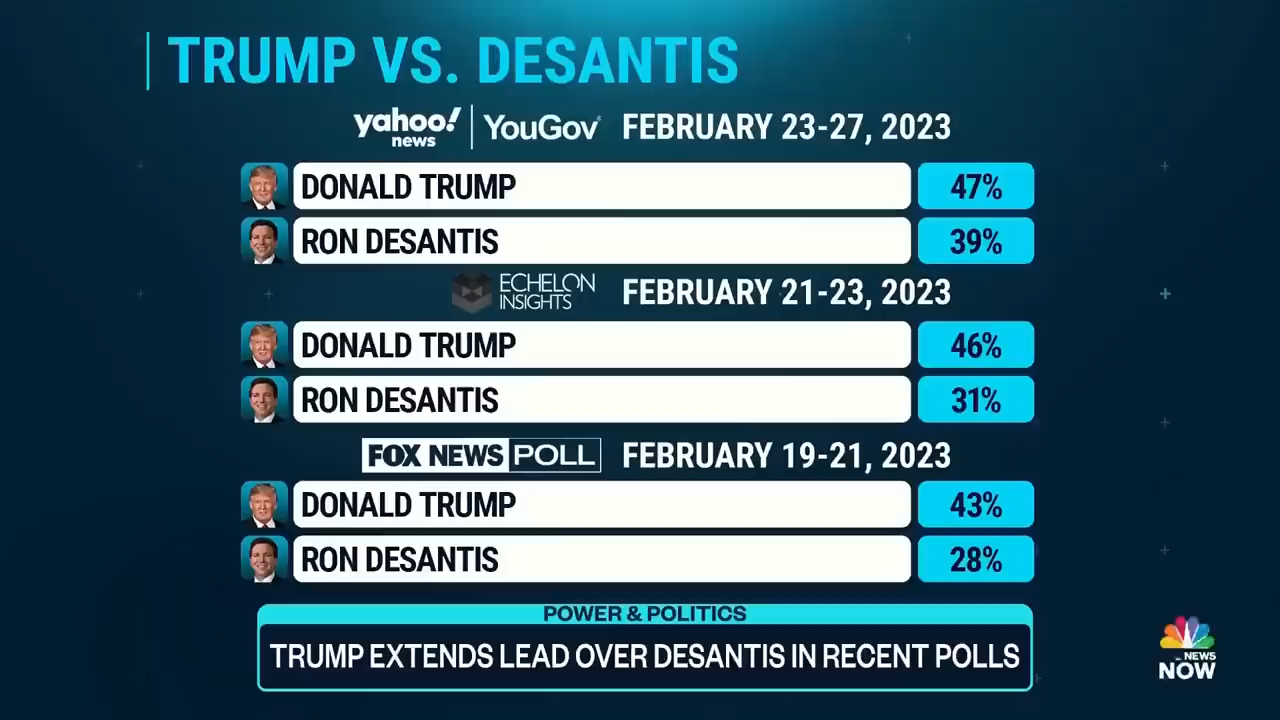 TRUMP VS. DESANTIS
yahoo! news YouGov FEBRUARY 23-27, 2023
DONALD TRUMP 47%
RON DESANTIS 39%
ECHELON INSIGHTS FEBRUARY 21-23, 2023
DONALD TRUMP 46%
RON DESANTIS 31%
FOX NEWS POLL FEBRUARY 19-21, 2023
DONALD TRUMP 43%
RON DESANTIS 28%
POWER & POLITICS
TRUMP EXTENDS LEAD OVER DESANTIS IN RECENT POLLS
NEWS
NOW